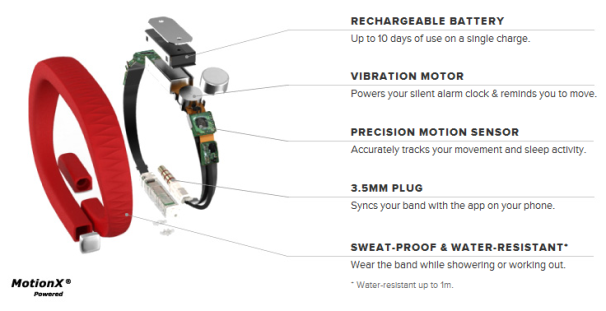 RECHARGEABLE BATTERY
Up to 10 days of use on a single charge.
VIBRATION MOTOR
Powers your silent alarm clock & reminds you to move.
PRECISION MOTION SENSOR
Accurately tracks your movement and sleep activity.
3.5MM PLUG
Syncs your band with the app on your phone.
SWEAT-PROOF & WATER-RESISTANT*
Wear the band while showering or working out.
* Water-resistant up to 1m.
MotionX®
Powered